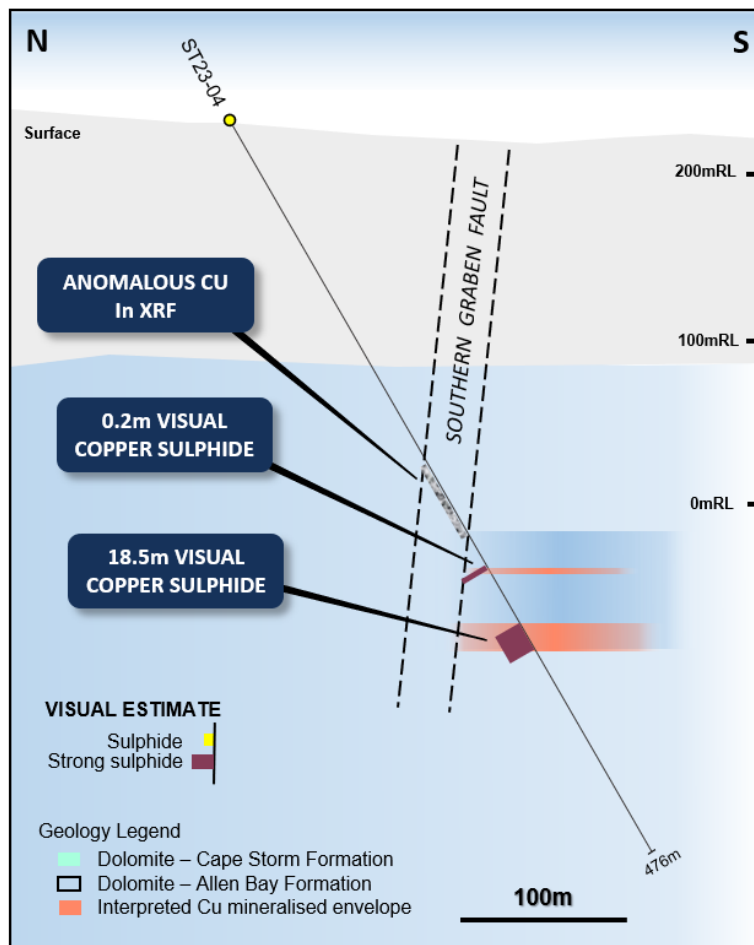 N
S
ST23-04
Surface
200mRL
SOUTHERN GRABEN FAULT
ANOMALOUS CU
In XRF
100mRL
0.2m VISUAL
COPPER SULPHIDE
0mRL
18.5m VISUAL
COPPER SULPHIDE
VISUAL ESTIMATE
Sulphide
Strong sulphide
476m
Geology Legend
Dolomite – Cape Storm Formation
Dolomite – Allen Bay Formation
Interpreted Cu mineralised envelope
100m